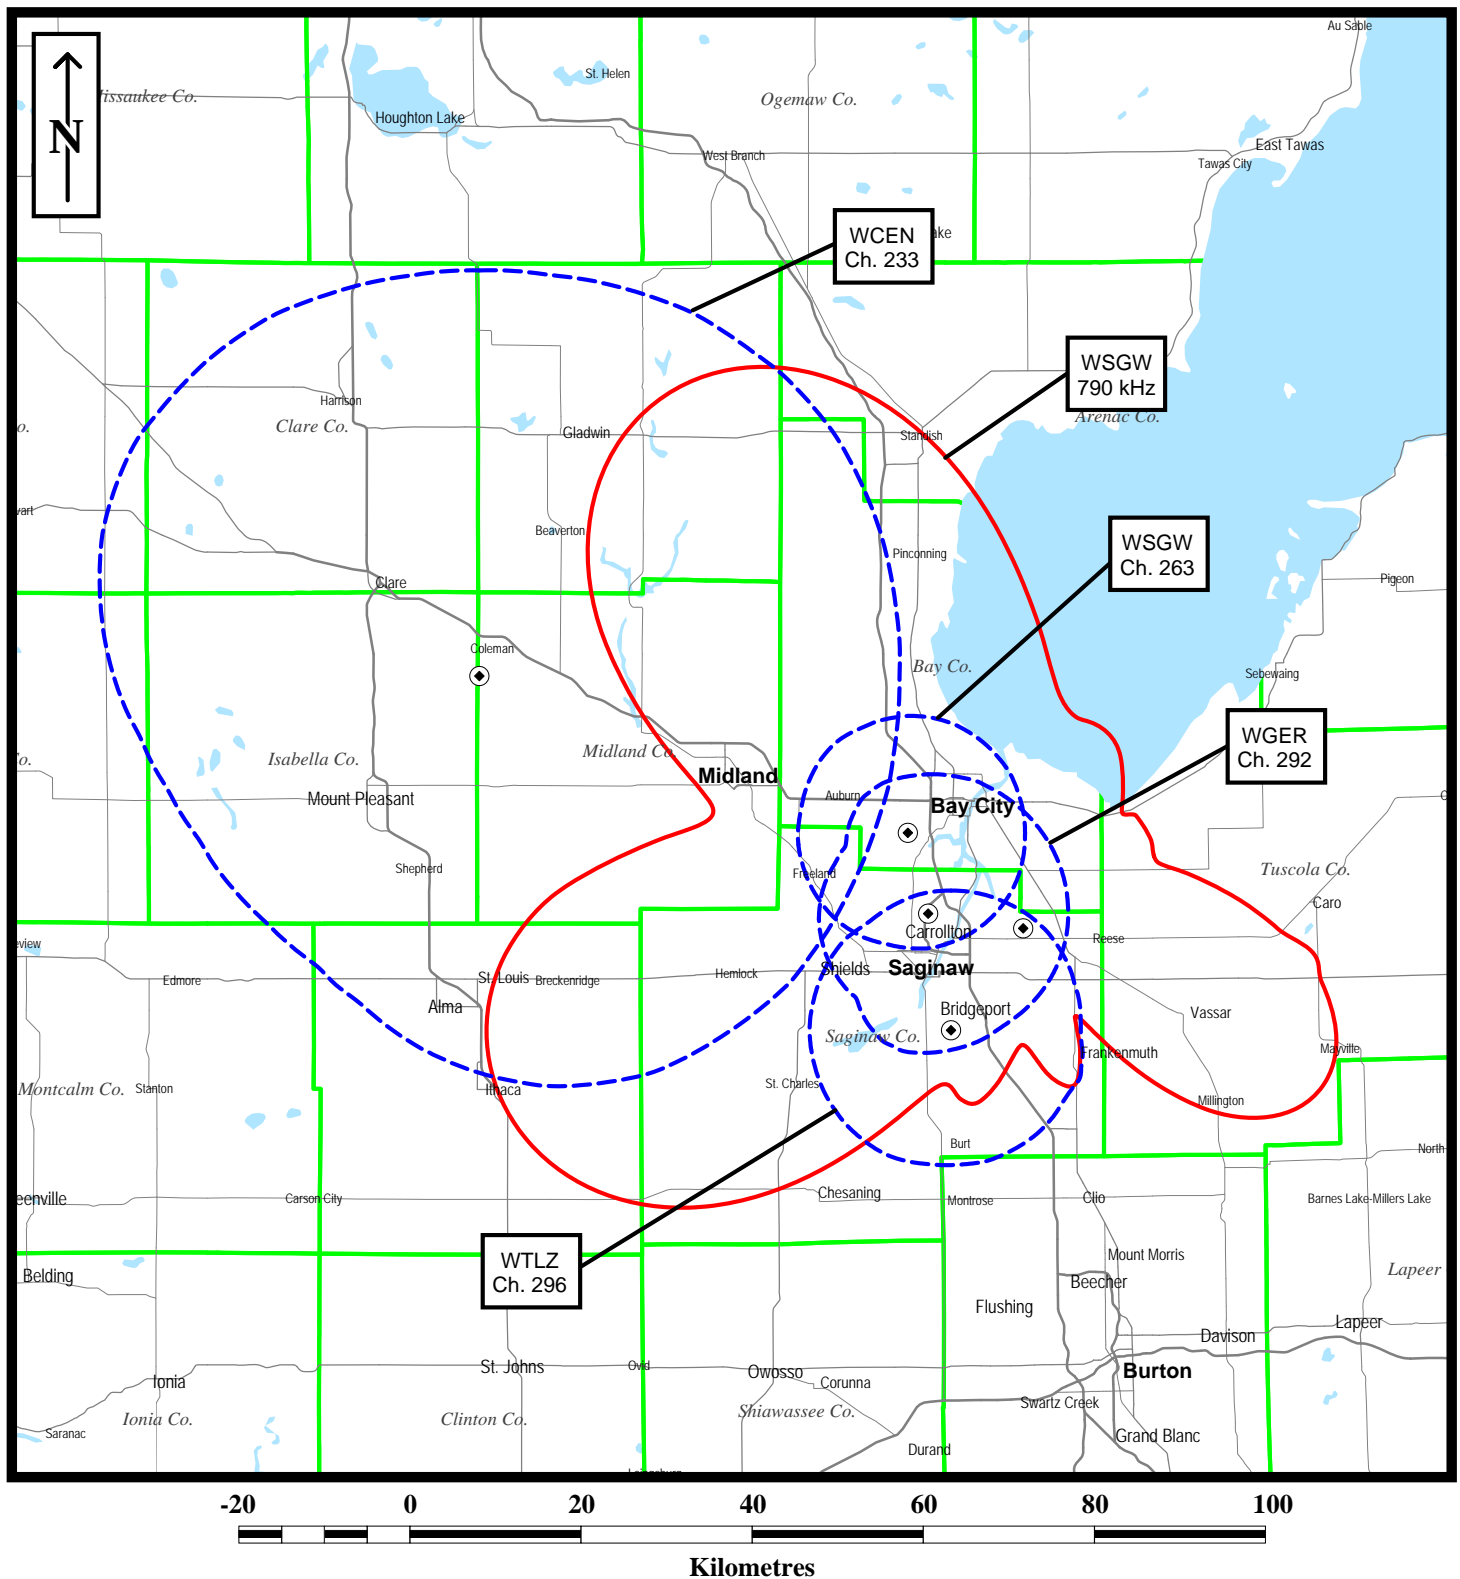 Au Sable
St. Helen
issaukee Co.
Ogemaw Co.
Houghton Lake
N
East Tawas
West Branch
Tawas City
WCEN
Ch. 233
ake
WSGW
790 kHz
Harrison
Arenac Co.
Clare Co.
o.
Gladwin
Standish
vart
Beaverton
WSGW
Ch. 263
Pinconning
Clare
Pigeon
Coleman
Bay Co.
Sebewaing
WGER
Ch. 292
Midland Co.
Isabella Co.
o.
Midland
Mount Pleasant
Auburn
Bay City
Shepherd
Freeland
Tuscola Co.
Caro
Carrollton
Reese
eview
Saginaw
Shields
Hemlock
St. Louis
Breckenridge
Edmore
Alma
Bridgeport
Vassar
Saginaw Co.
Frankenmuth
Mayville
Montcalm Co.
Stanton
Ithaca
St. Charles
Millington
Burt
North
eenville
Carson City
Chesaning
Montrose
Clio
Barnes Lake-Millers Lake
WTLZ
Ch. 296
Mount Morris
Belding
Beecher
Lapeer
Flushing
Davison
Lapeer
St. Johns
Ovid
Owosso
Burton
Ionia
Corunna
Swartz Creek
Ionia Co.
Clinton Co.
Shiawassee Co.
Saranac
Grand Blanc
Durand
-20 0 20 40 60 80 100
Kilometres